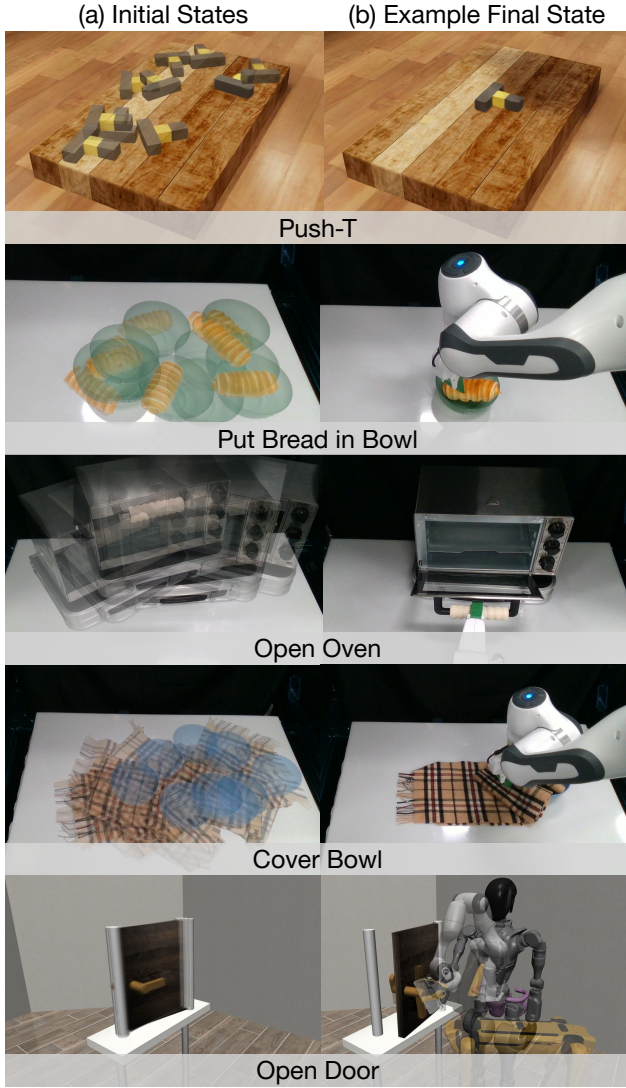 (a) Initial States
(b) Example Final State
Push-T
Put Bread in Bowl
Open Oven
Cover Bowl
Open Door